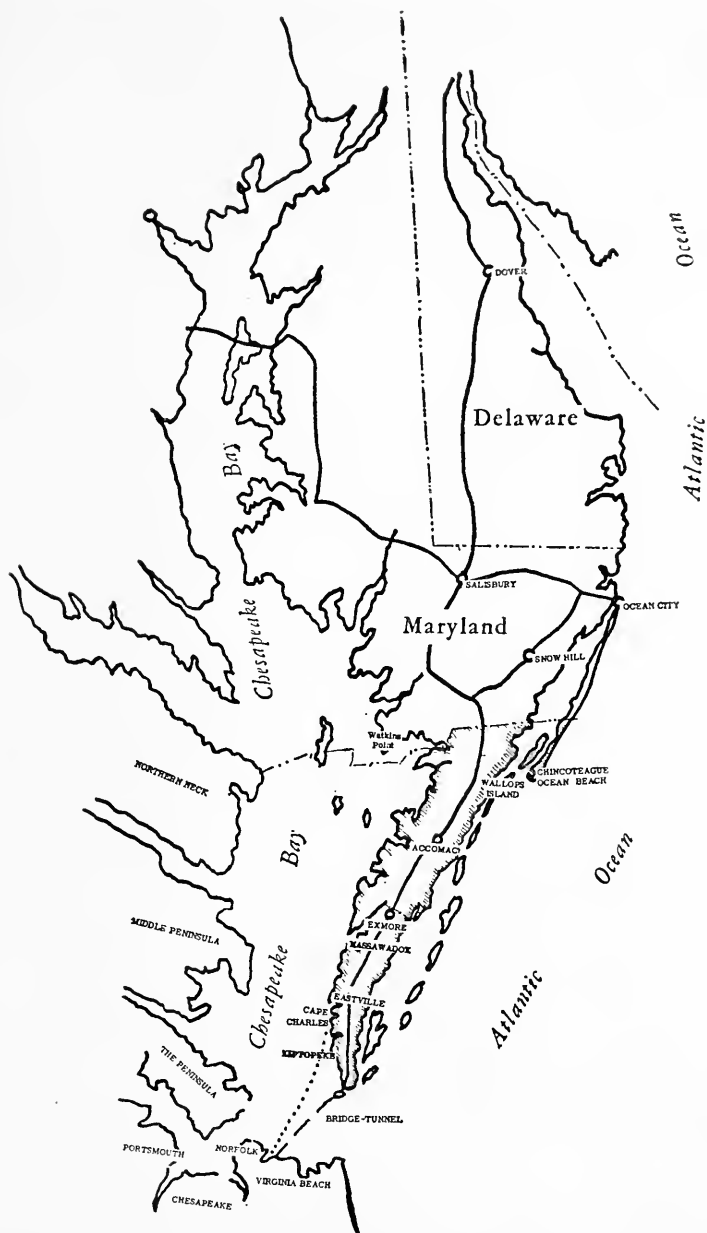 Ocean
DOVER
Atlantic
Delaware
Bay
SALISBURY
OCEAN CITY
Chesapeake
Maryland
SNOW HILL
Watkins
Point
NORTHERN NECK
CHINCOTEAGUE
OCEAN BEACH
WALLOPS
ISLAND
Bay
ACCOMAC
Ocean
MIDDLE PENINSULA
EXMORE
NASSAWADOX
Chesapeake
EASTVILLE
CAPE
CHARLES
Atlantic
KIPTOPEKE
THE PENINSULA
BRIDGE-TUNNEL
PORTSMOUTH
NORFOLK
VIRGINIA BEACH
CHESAPEAKE